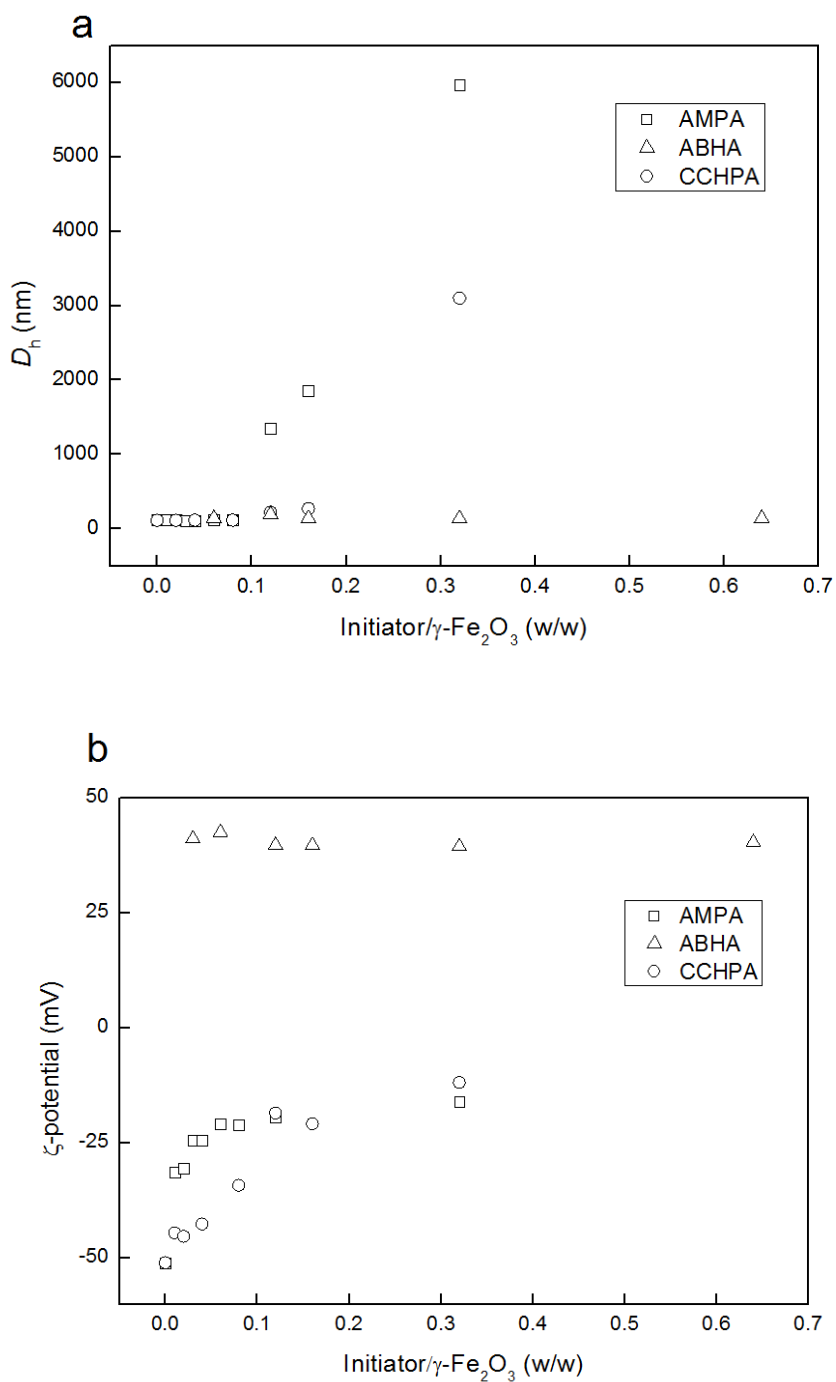 a
6000
5000
4000
3000
2000
1000
0
D_h (nm)
AMPA
ABHA
CCHPA
0.0 0.1 0.2 0.3 0.4 0.5 0.6 0.7
Initiator/γ-Fe₂O₃ (w/w)
b
50
25
0
-25
-50
ζ-potential (mV)
AMPA
ABHA
CCHPA
0.0 0.1 0.2 0.3 0.4 0.5 0.6 0.7
Initiator/γ-Fe₂O₃ (w/w)